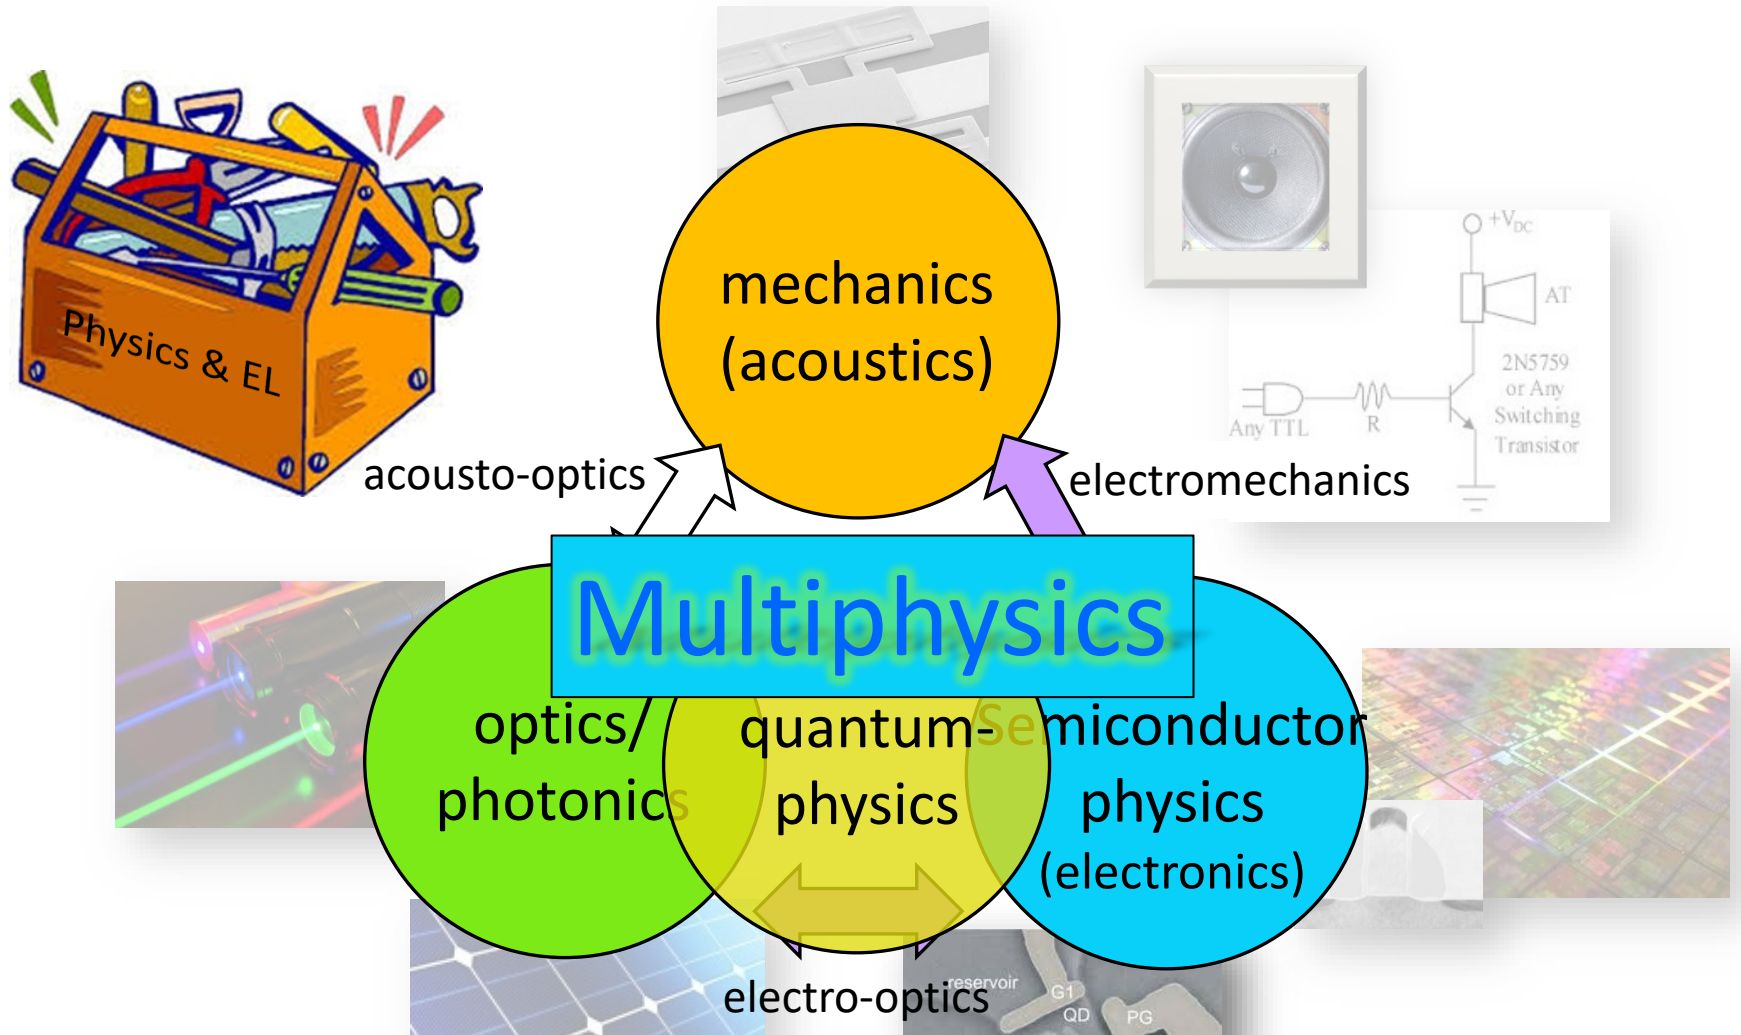 Physics & EL
mechanics
(acoustics)
+VDC
AT
2N5759
or Any
Switching
Transistor
Any TTL
R
acousto-optics
electromechanics
Multiphysics
optics/
photonics
quantum-
physics
Semiconductor
physics
(electronics)
electro-optics
reservoir
G1
QD
PG